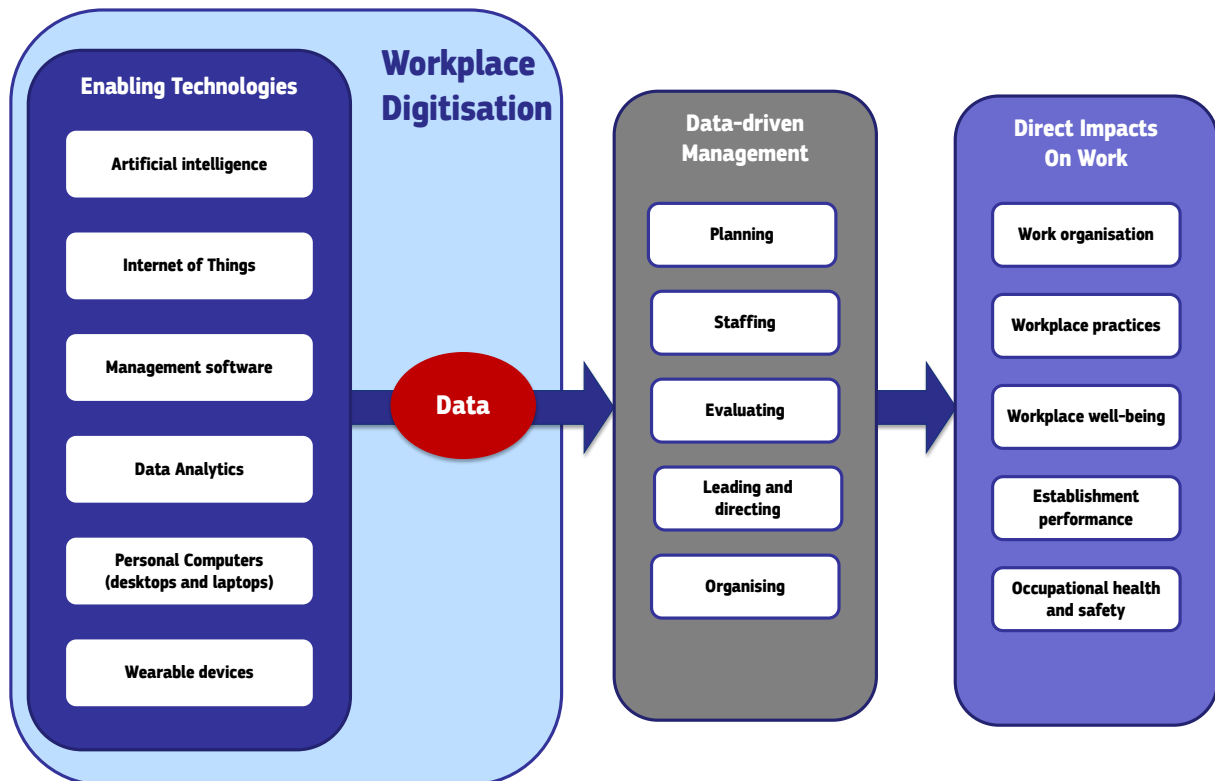 Workplace
Digitisation
Enabling Technologies
Artificial intelligence
Internet of Things
Management software
Data Analytics
Personal Computers
(desktops and laptops)
Wearable devices
Data
Data-driven
Management
Planning
Staffing
Evaluating
Leading and
directing
Organising
Direct Impacts
On Work
Work organisation
Workplace practices
Workplace well-being
Establishment
performance
Occupational health
and safety